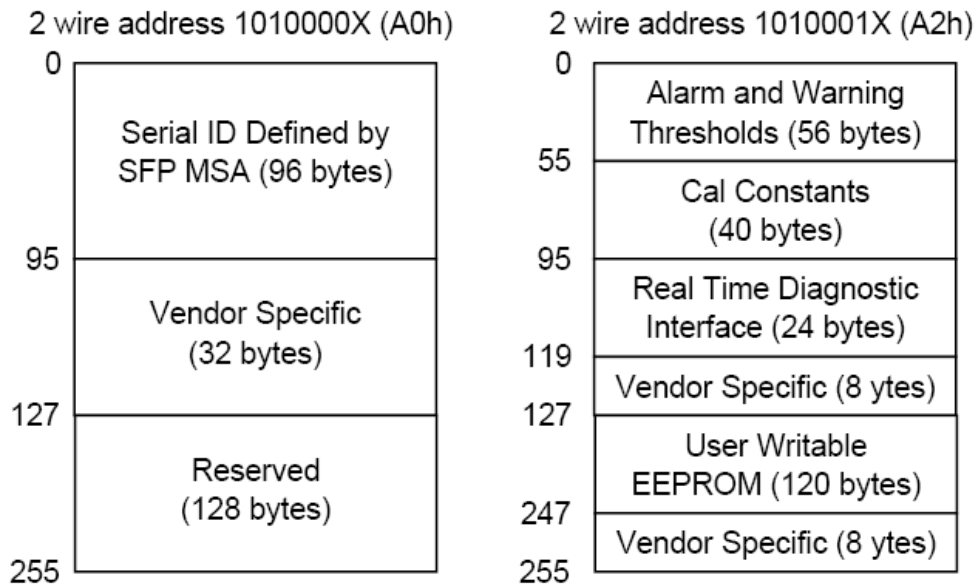 2 wire address 1010000X (A0h)
0
Serial ID Defined by
SFP MSA (96 bytes)
95
Vendor Specific
(32 bytes)
127
Reserved
(128 bytes)
255
2 wire address 1010001X (A2h)
0
Alarm and Warning
Thresholds (56 bytes)
55
Cal Constants
(40 bytes)
95
Real Time Diagnostic
Interface (24 bytes)
119
Vendor Specific (8 ytes)
127
User Writable
EEPROM (120 bytes)
247
Vendor Specific (8 ytes)
255